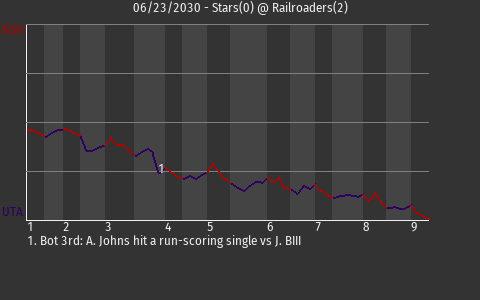 06/23/2030 - Stars(0) @ Railroaders(2)
UTA
1
1 2 3 4 5 6 7 8 9
1. Bot 3rd: A. Johns hit a run-scoring single vs J. BIII